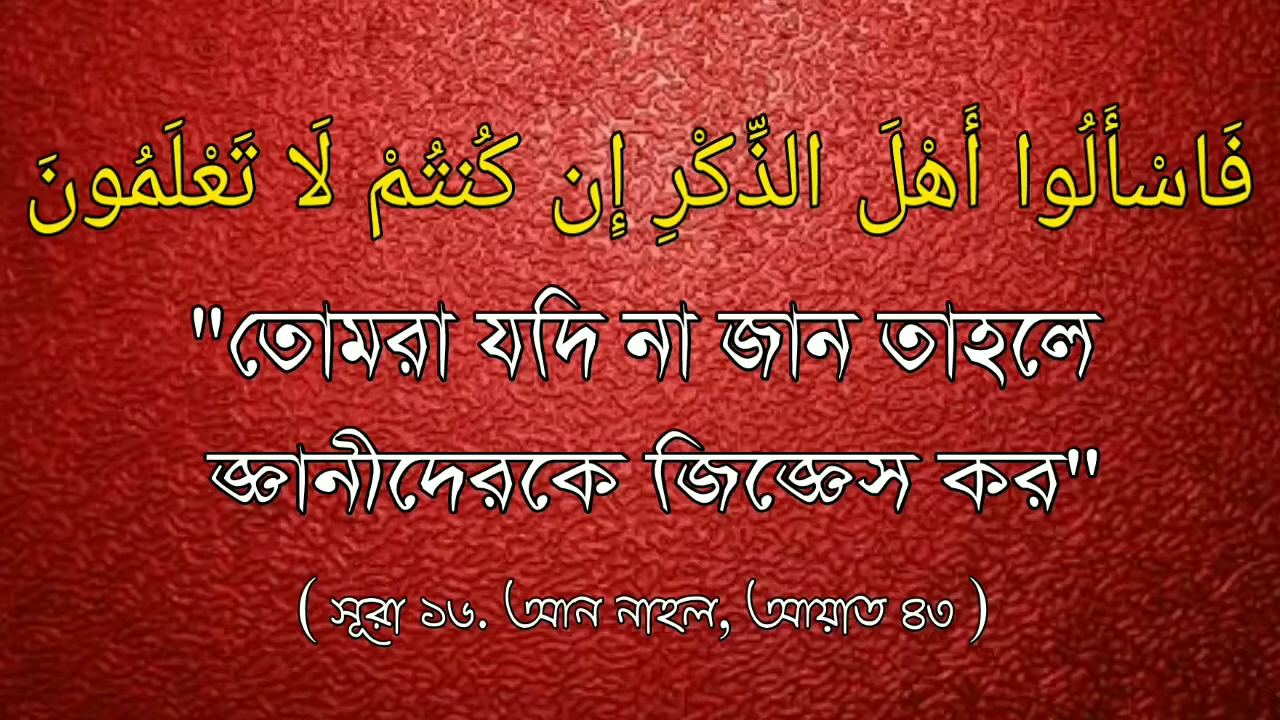 فَاسْأَلُوا أَهْلَ الذِّكْرِ إِن كُنتُمْ لَا تَعْلَمُونَ
"তোমরা যদি না জান তাহলে
জ্ঞানীদেরকে জিজ্ঞেস কর"
( সূরা ১৬. আন নাহল, আয়াত ৪৩ )